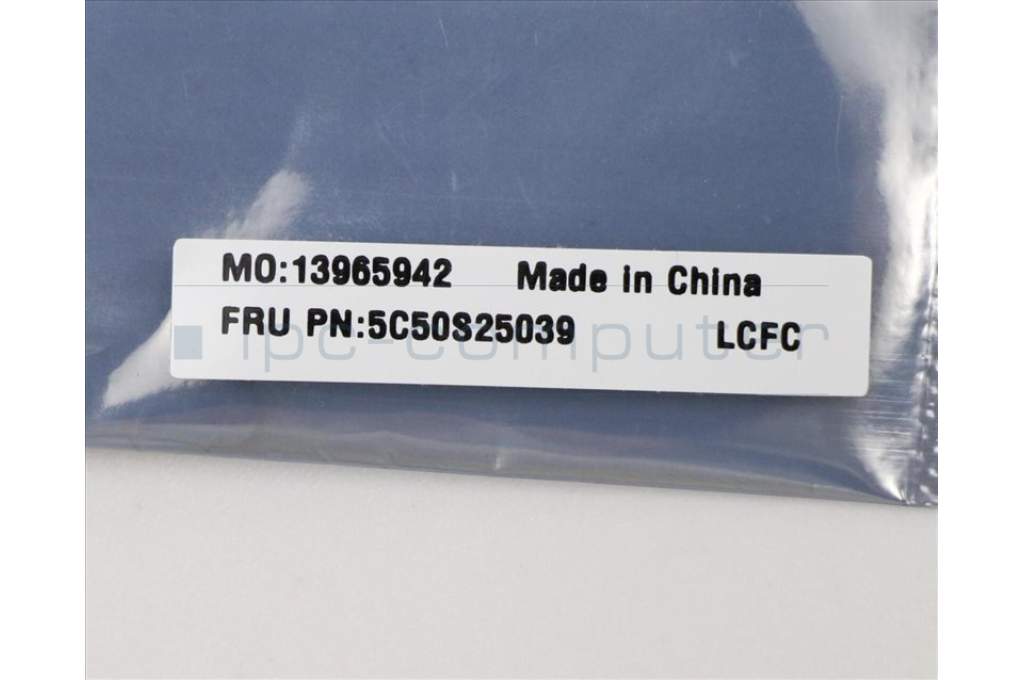 MO:13965942 Made in China
FRU PN:5C50S25039 LCFC
ipc-computer